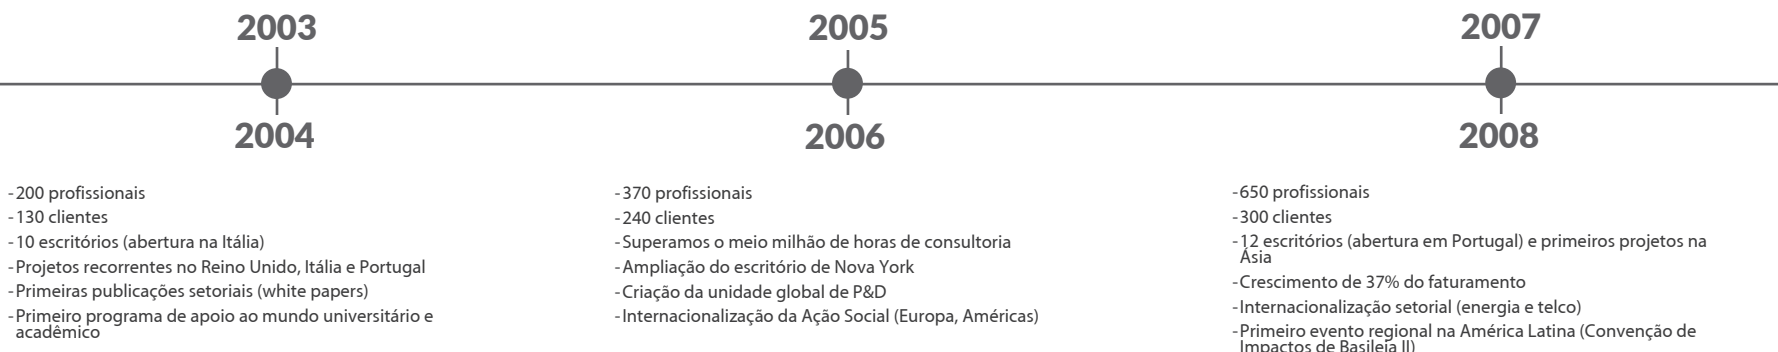 2003
2004
-200 profissionais
-130 clientes
-10 escritórios (abertura na Itália)
-Projetos recorrentes no Reino Unido, Itália e Portugal
-Primeiras publicações setoriais (white papers)
-Primeiro programa de apoio ao mundo universitário e
acadêmico
2005
2006
-370 profissionais
-240 clientes
-Superamos o meio milhão de horas de consultoria
-Ampliação do escritório de Nova York
-Criação da unidade global de P&D
-Internacionalização da Ação Social (Europa, Américas)
2007
2008
-650 profissionais
-300 clientes
-12 escritórios (abertura em Portugal) e primeiros projetos na
Ásia
-Crescimento de 37% do faturamento
-Internacionalização setorial (energia e telco)
-Primeiro evento regional na América Latina (Convenção de
Impactos de Basileia II)